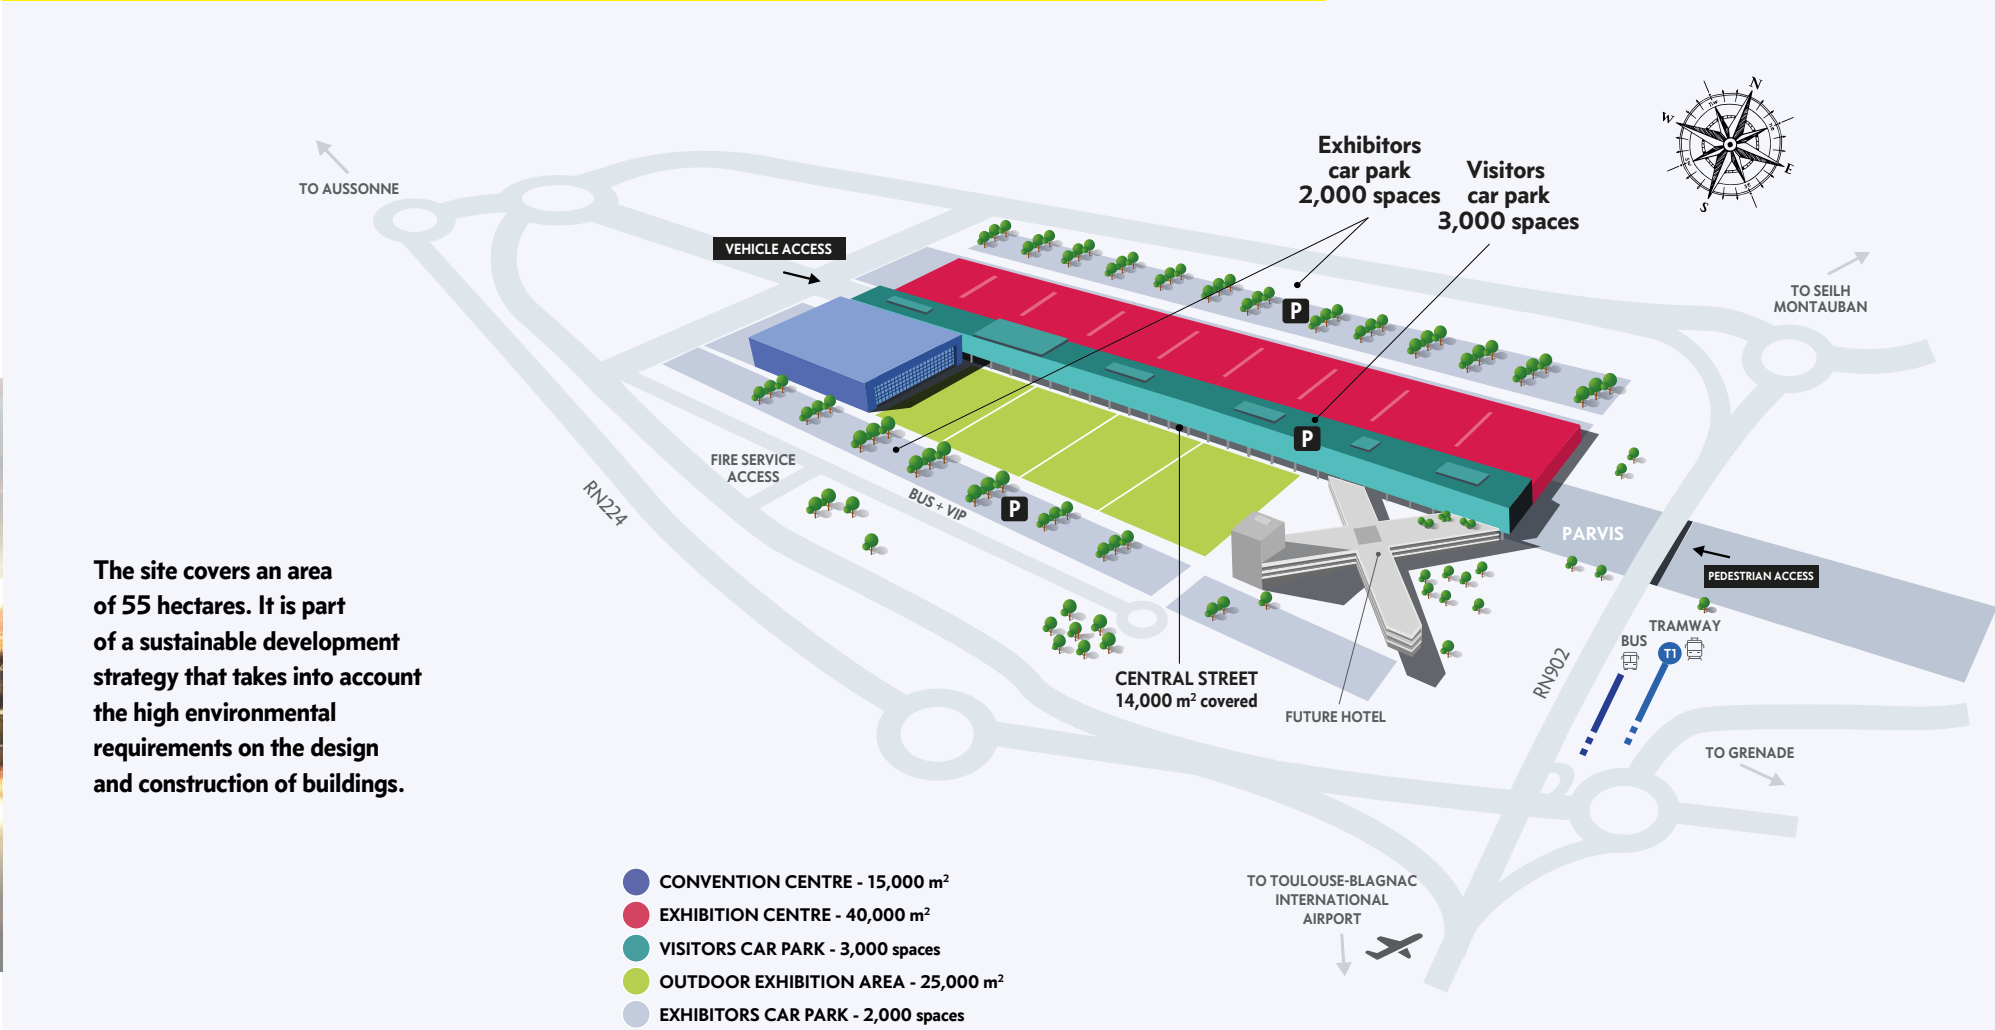 N
W
E
S
Exhibitors
car park
2,000 spaces
Visitors
car park
3,000 spaces
TO AUSSONNE
VEHICLE ACCESS
TO SEILH
MONTAUBAN
P
P
P
FIRE SERVICE
ACCESS
BUS + VIP
RN224
PARVIS
PEDESTRIAN ACCESS
TRAMWAY
BUS
T1
RN902
CENTRAL STREET
14,000 m² covered
FUTURE HOTEL
TO GRENADE
The site covers an area
of 55 hectares. It is part
of a sustainable development
strategy that takes into account
the high environmental
requirements on the design
and construction of buildings.
CONVENTION CENTRE - 15,000 m²
EXHIBITION CENTRE - 40,000 m²
VISITORS CAR PARK - 3,000 spaces
OUTDOOR EXHIBITION AREA - 25,000 m²
EXHIBITORS CAR PARK - 2,000 spaces
TO TOULOUSE-BLAGNAC
INTERNATIONAL
AIRPORT